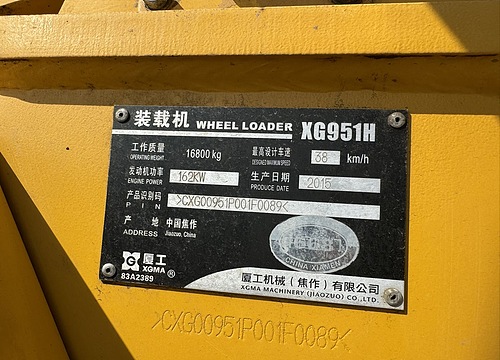 装载机 WHEEL LOADER XG951H
工作质量 16800 kg 最高设计车速 38 km/h
OPERATING WEIGHT DESIGNED MAXIMUM SPEED
发动机功率 162KW 生产日期 2015
ENGINE POWER PRODUCE DATE
产品识别码 >CXG00951P001F0089<
P I N
产 地 中国焦作
ADDRESS Jiaozuo, China
CHINA XIAMEN
厦工
XGMA ®
83A2389
厦工机械（焦作）有限公司
XGMA MACHINERY (JIAOZUO) CO.,LTD.
>CXG00951P001F0089<